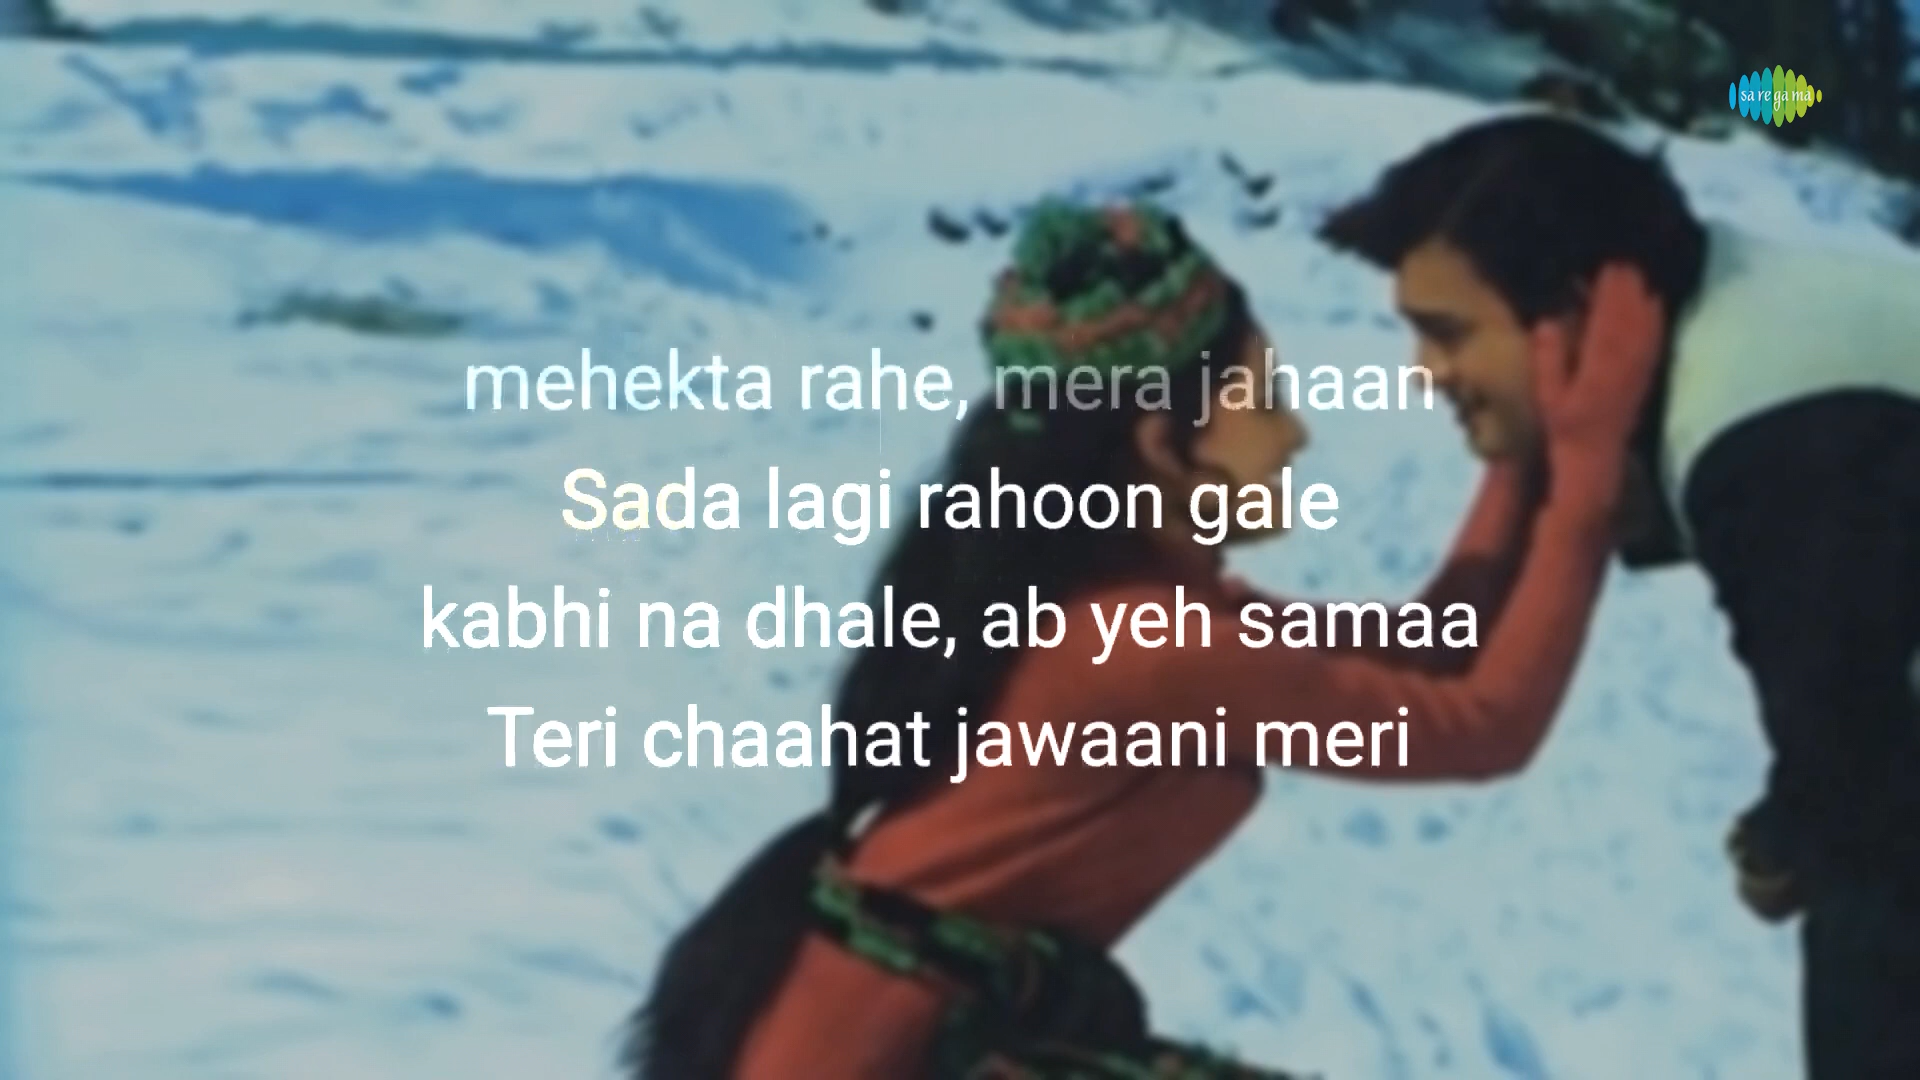 sa re ga ma
mehekta rahe, mera jahaan
Sada lagi rahoon gale
kabhi na dhale, ab yeh samaa
Teri chaahat jawaani meri